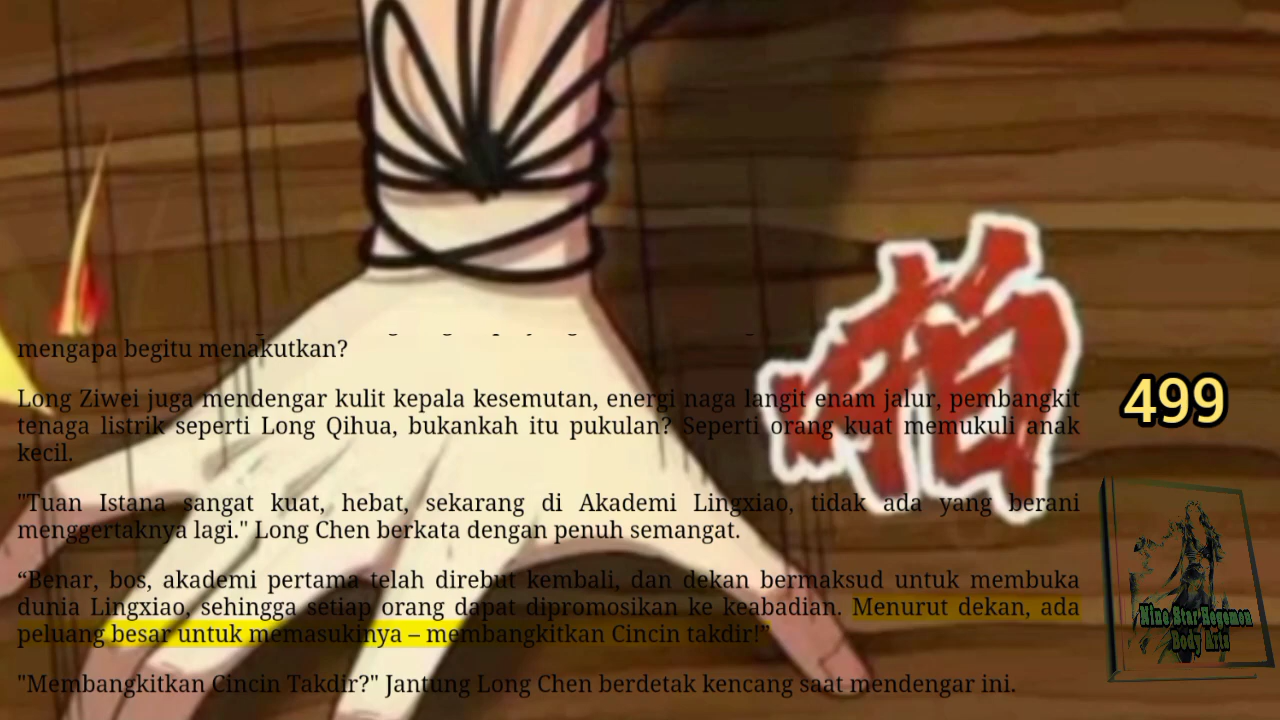 mengapa begitu menakutkan?
Long Ziwei juga mendengar kulit kepala kesemutan, energi naga langit enam jalur, pembangkit
tenaga listrik seperti Long Qihua, bukankah itu pukulan? Seperti orang kuat memukuli anak
kecil.
"Tuan Istana sangat kuat, hebat, sekarang di Akademi Lingxiao, tidak ada yang berani
menggertaknya lagi." Long Chen berkata dengan penuh semangat.
“Benar, bos, akademi pertama telah direbut kembali, dan dekan bermaksud untuk membuka
dunia Lingxiao, sehingga setiap orang dapat dipromosikan ke keabadian. Menurut dekan, ada
peluang besar untuk memasukinya – membangkitkan Cincin takdir!”
"Membangkitkan Cincin Takdir?" Jantung Long Chen berdetak kencang saat mendengar ini.
啪
499
Nine Star Hegemon
Body Arts